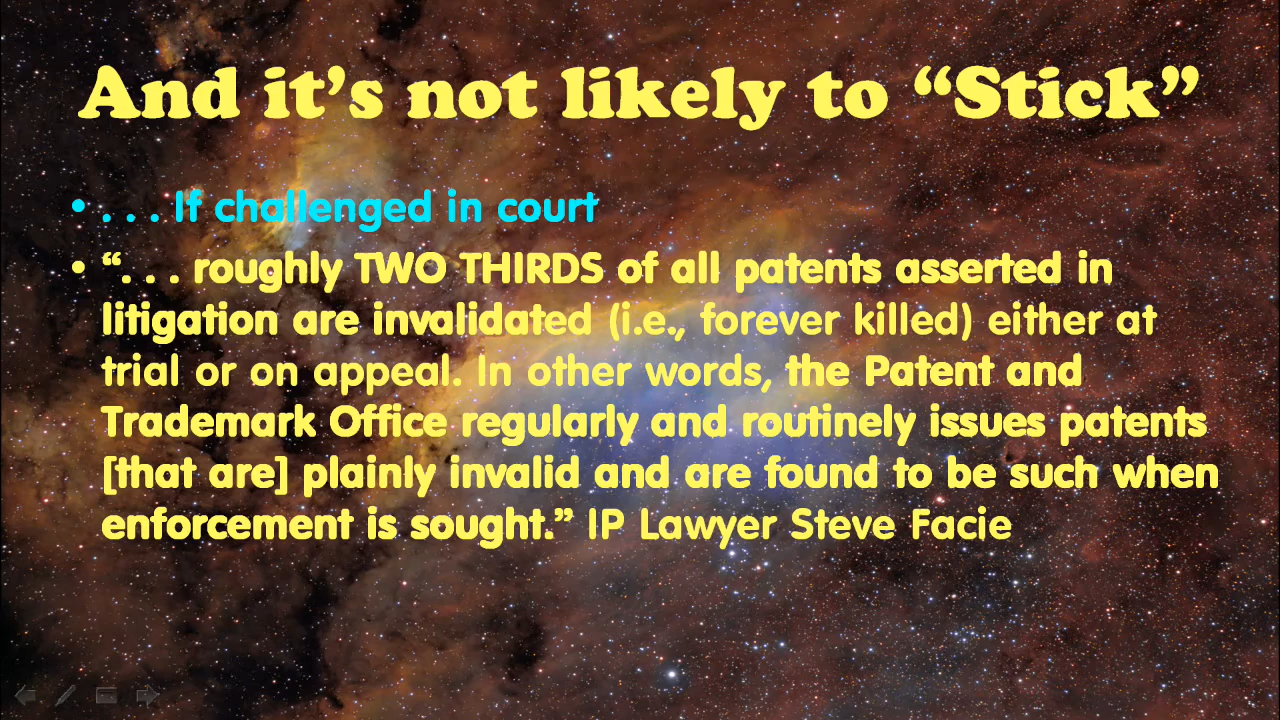 And it’s not likely to “Stick”
• . . . If challenged in court
• “. . . roughly TWO THIRDS of all patents asserted in
litigation are invalidated (i.e., forever killed) either at
trial or on appeal. In other words, the Patent and
Trademark Office regularly and routinely issues patents
[that are] plainly invalid and are found to be such when
enforcement is sought.” IP Lawyer Steve Facie